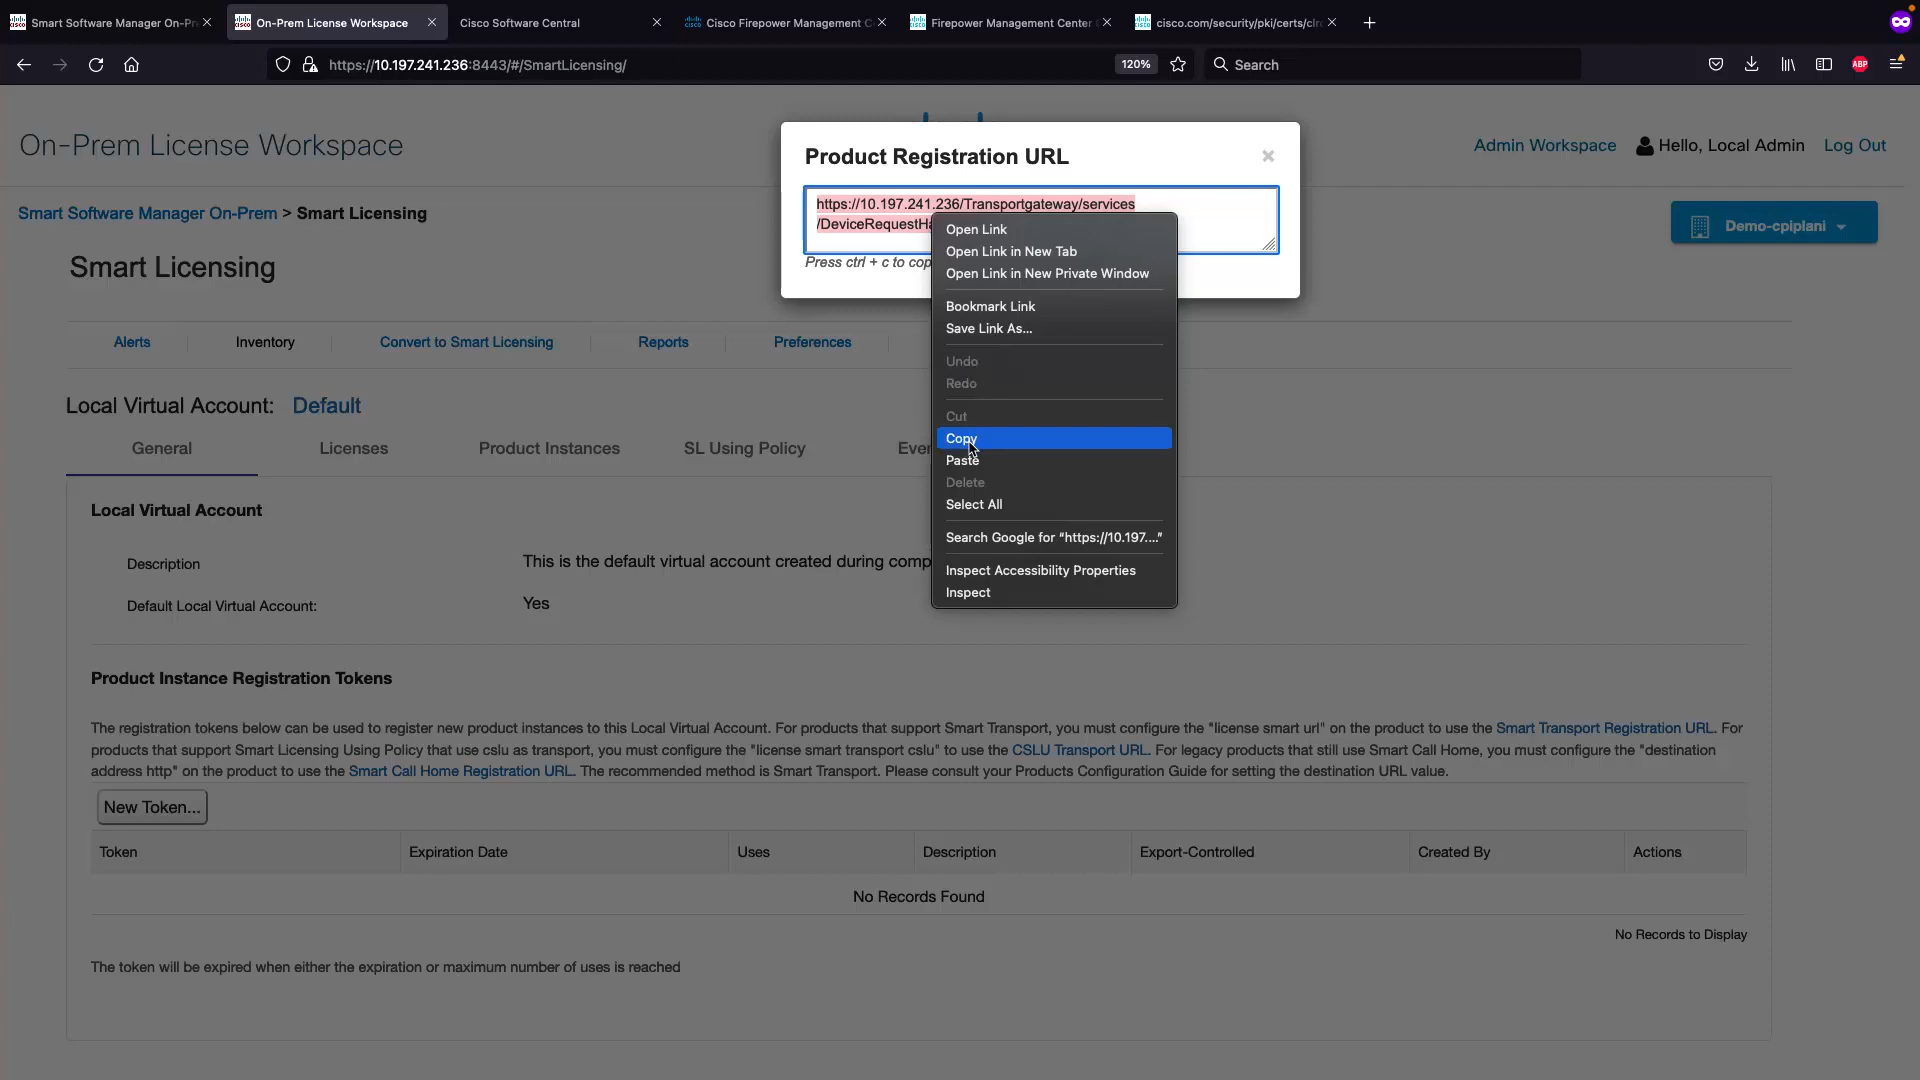 Smart Software Manager On-Pr
On-Prem License Workspace
Cisco Software Central
Cisco Firepower Management C
Firepower Management Center
cisco.com/security/pki/certs/clrc
https://10.197.241.236:8443/#/SmartLicensing/
120%
Search
ABP
On-Prem License Workspace
Admin Workspace
Hello, Local Admin
Log Out
Product Registration URL
https://10.197.241.236/Transportgateway/services
/DeviceRequestHa
Press ctrl + c to cop
Smart Software Manager On-Prem > Smart Licensing
Demo-cpiplani
Smart Licensing
Open Link
Open Link in New Tab
Open Link in New Private Window
Bookmark Link
Save Link As...
Undo
Redo
Cut
Copy
Paste
Delete
Select All
Search Google for “https://10.197....”
Inspect Accessibility Properties
Inspect
Alerts
Inventory
Convert to Smart Licensing
Reports
Preferences
Local Virtual Account: Default
General
Licenses
Product Instances
SL Using Policy
Even
Local Virtual Account
Description
This is the default virtual account created during comp
Default Local Virtual Account:
Yes
Product Instance Registration Tokens
The registration tokens below can be used to register new product instances to this Local Virtual Account. For products that support Smart Transport, you must configure the "license smart url" on the product to use the Smart Transport Registration URL. For
products that support Smart Licensing Using Policy that use cslu as transport, you must configure the "license smart transport cslu" to use the CSLU Transport URL. For legacy products that still use Smart Call Home, you must configure the "destination
address http" on the product to use the Smart Call Home Registration URL. The recommended method is Smart Transport. Please consult your Products Configuration Guide for setting the destination URL value.
New Token...
Token
Expiration Date
Uses
Description
Export-Controlled
Created By
Actions
No Records Found
No Records to Display
The token will be expired when either the expiration or maximum number of uses is reached